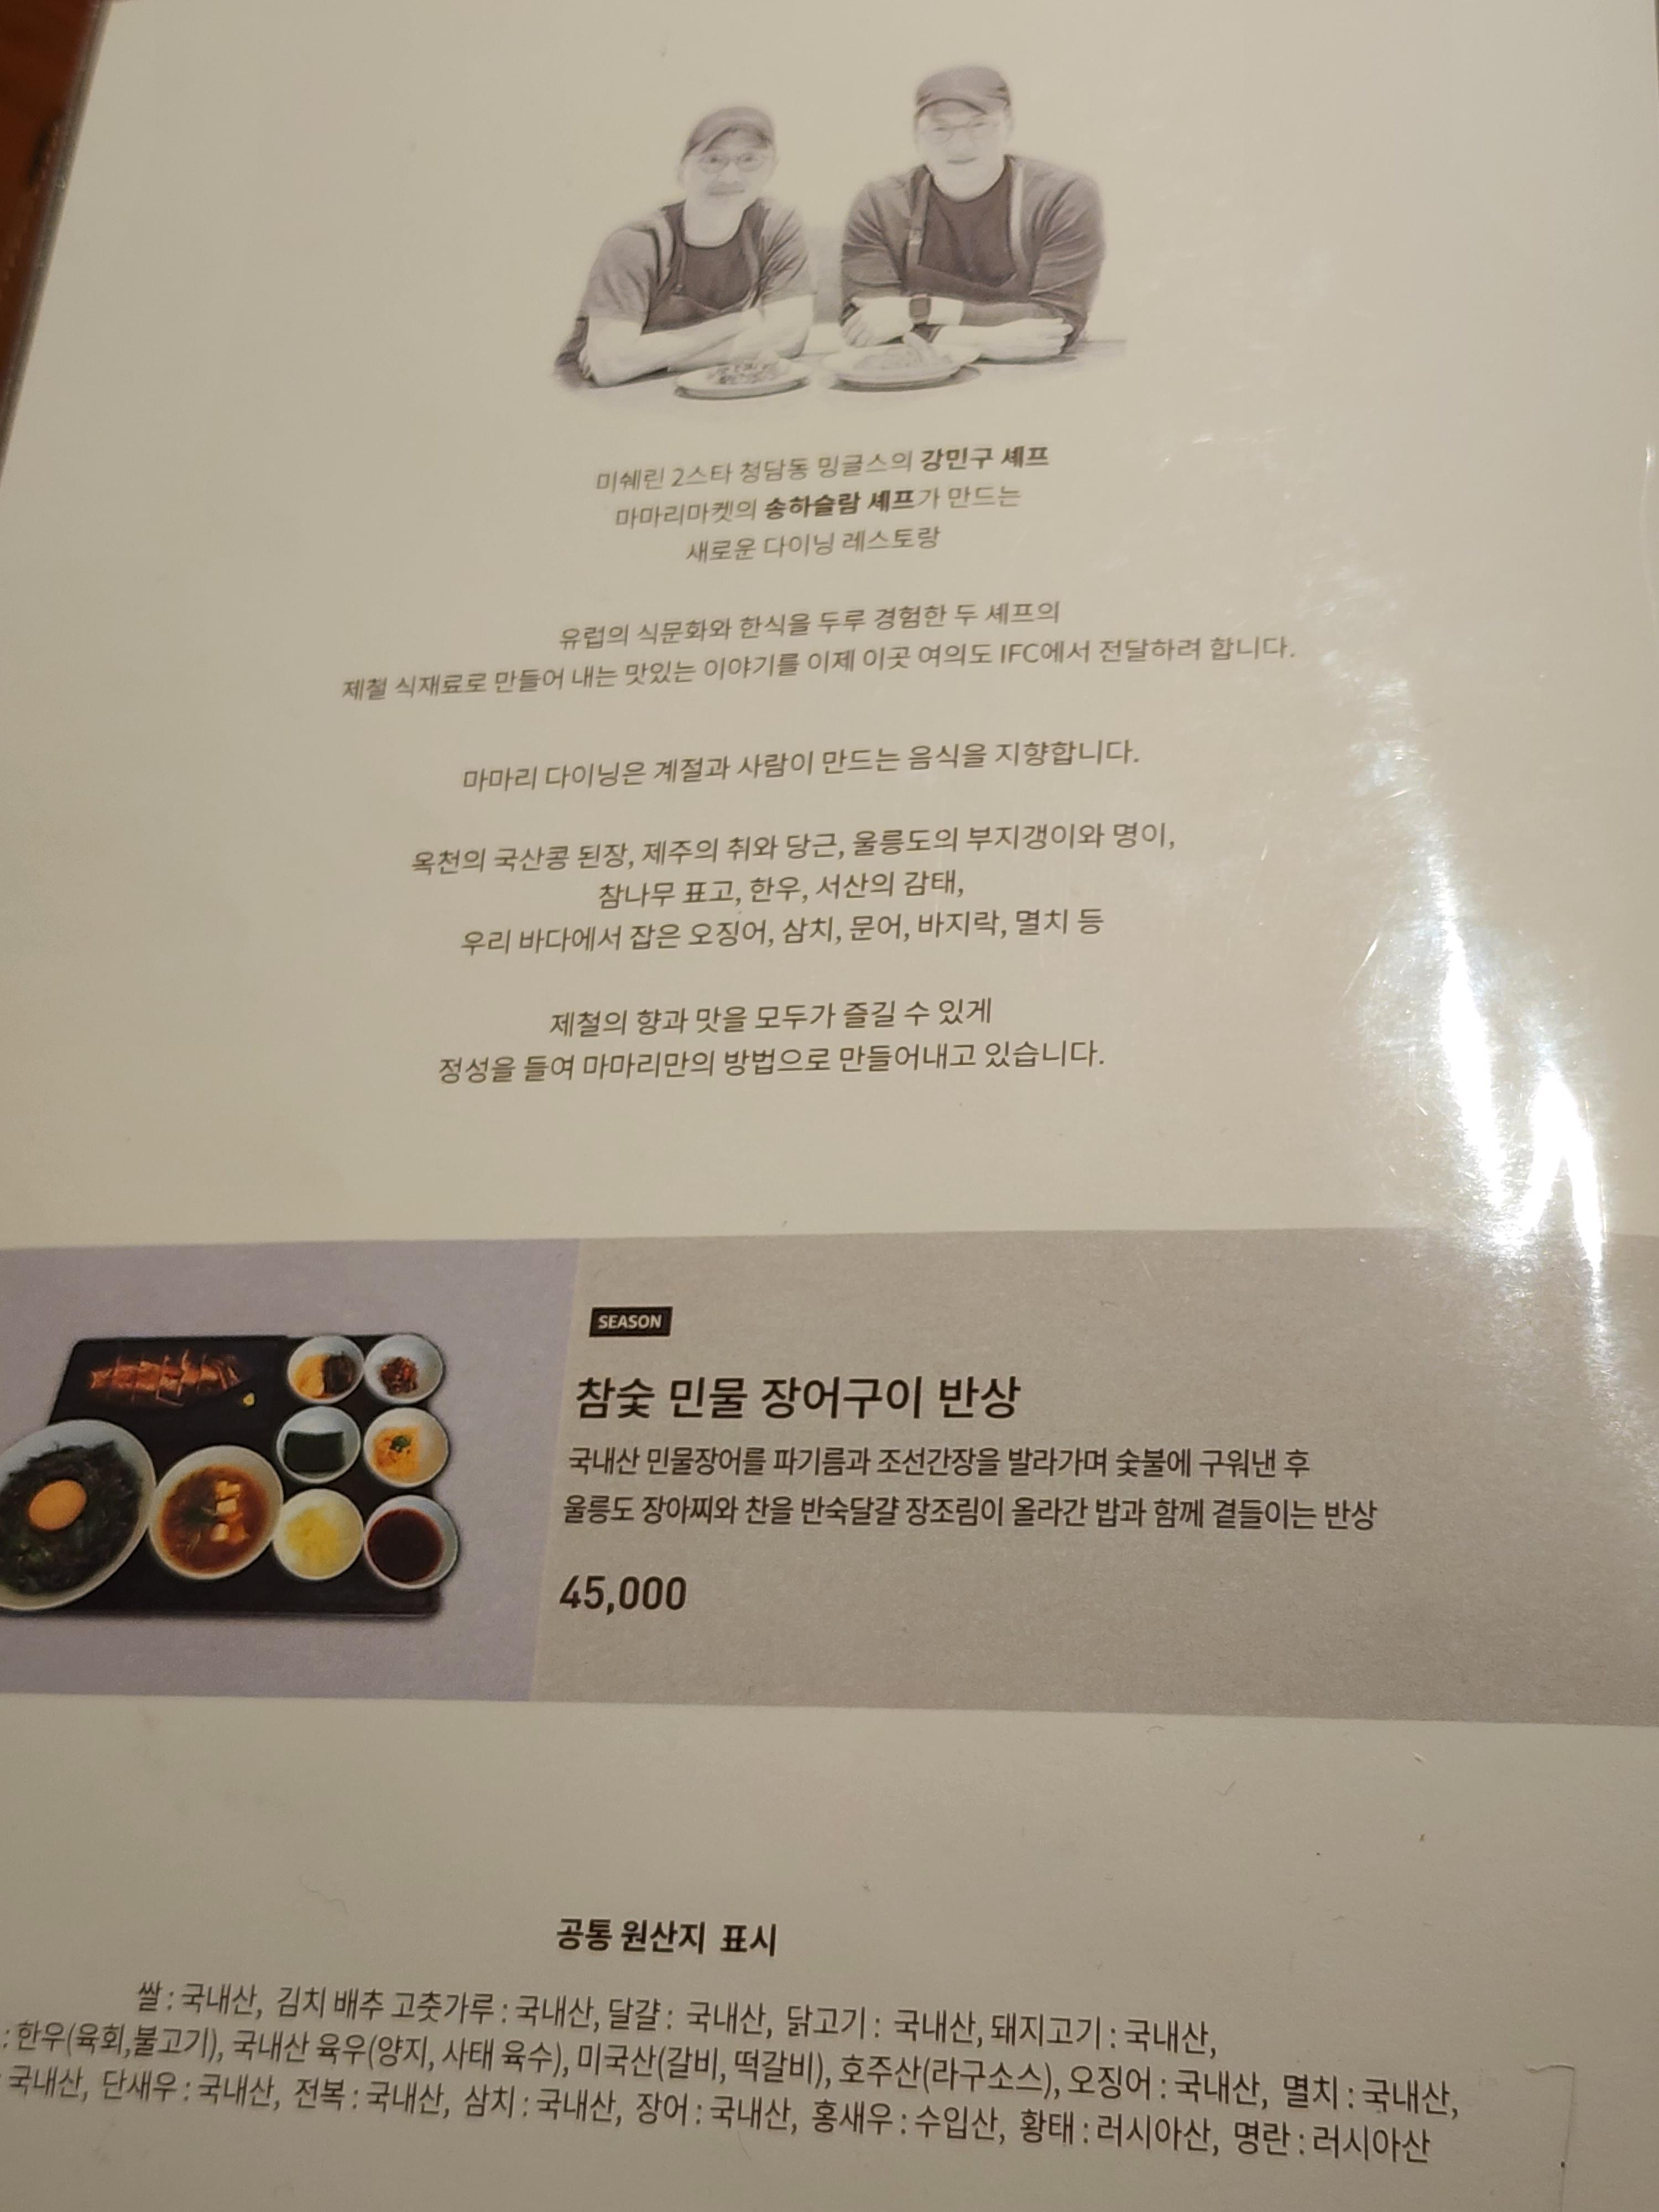 미쉐린 2스타 청담동 밍글스의 강민구 셰프
마마리마켓의 송하슬람 셰프가 만드는
새로운 다이닝 레스토랑
유럽의 식문화와 한식을 두루 경험한 두 셰프의
제철 식재료로 만들어 내는 맛있는 이야기를 이제 이곳 여의도 IFC에서 전달하려 합니다.
마마리 다이닝은 계절과 사람이 만드는 음식을 지향합니다.
옥천의 국산콩 된장, 제주의 취와 당근, 울릉도의 부지갱이와 명이,
참나무 표고, 한우, 서산의 감태,
우리 바다에서 잡은 오징어, 삼치, 문어, 바지락, 멸치 등
제철의 향과 맛을 모두가 즐길 수 있게
정성을 들여 마마리만의 방법으로 만들어내고 있습니다.
SEASON
참숯 민물 장어구이 반상
국내산 민물장어를 파기름과 조선간장을 발라가며 숯불에 구워낸 후
울릉도 장아찌와 찬을 반숙달걀 장조림이 올라간 밥과 함께 곁들이는 반상
45,000
공통 원산지 표시
쌀 : 국내산, 김치 배추 고춧가루 : 국내산, 달걀 : 국내산, 닭고기 : 국내산, 돼지고기 : 국내산,
: 한우(육회,불고기), 국내산 육우(양지, 사태 육수), 미국산(갈비, 떡갈비), 호주산(라구소스), 오징어 : 국내산, 멸치 : 국내산,
국내산, 단새우 : 국내산, 전복 : 국내산, 삼치 : 국내산, 장어 : 국내산, 홍새우 : 수입산, 황태 : 러시아산, 명란 : 러시아산